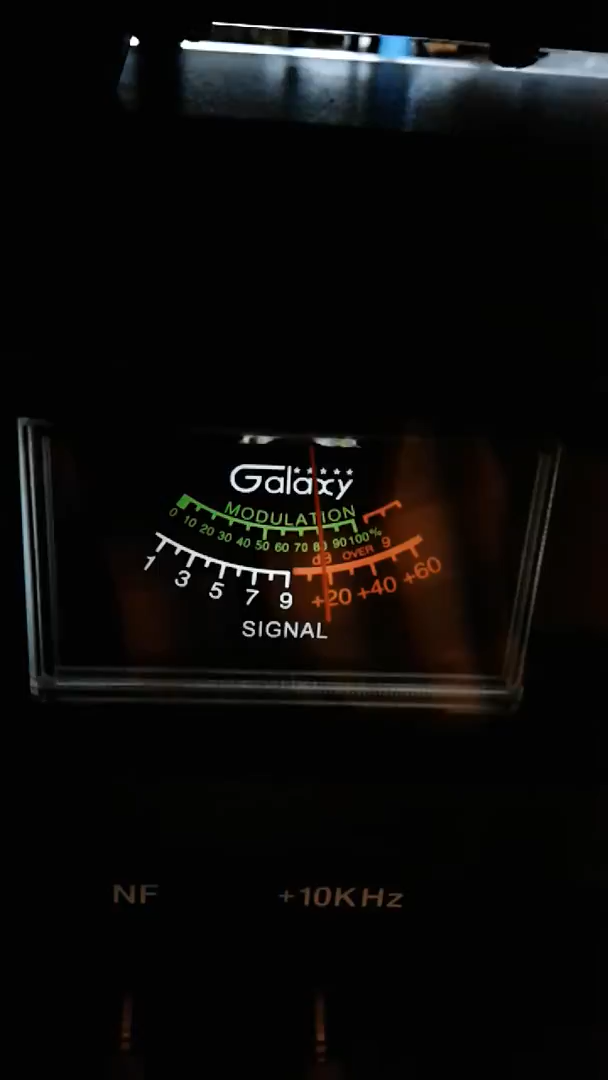 Galaxy
MODULATION
0 10 20 30 40 50 60 70 80 90 100%
dB OVER 9
1 3 5 7 9 +20 +40 +60
SIGNAL
NF +10KHz